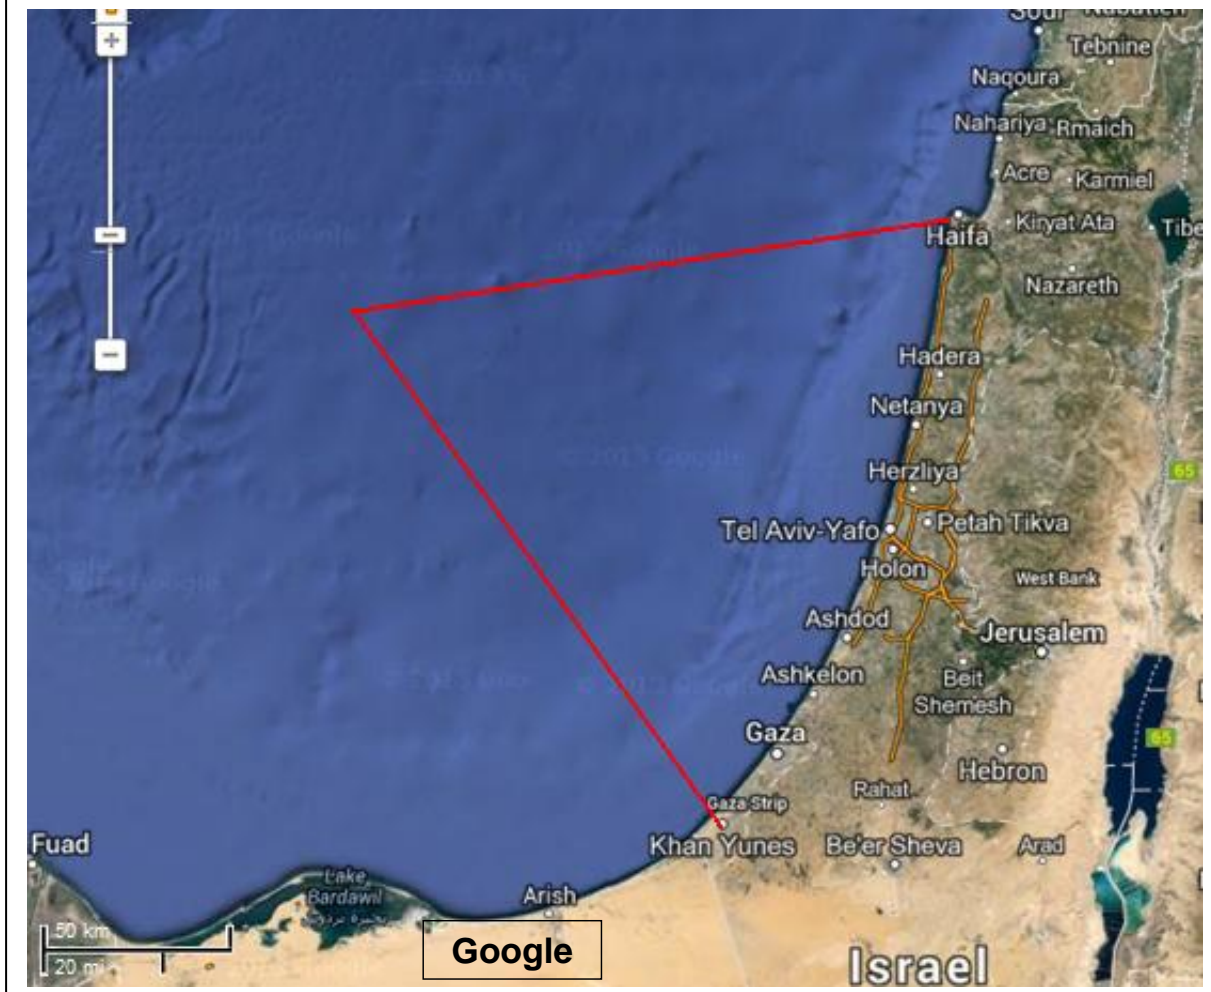 Tebnine
Naqoura
Nahariya
Rmaich
Acre
Karmiel
Haifa
Kiryat Ata
Tibe
Nazareth
Hadera
Netanya
Herzliya
65
Tel Aviv-Yafo
Petah Tikva
Holon
West Bank
Ashdod
Jerusalem
Ashkelon
Beit
Shemesh
Gaza
65
Hebron
Rahat
Gaza Strip
Khan Yunes
Be'er Sheva
Arad
Fuad
Lake
Bardawil
Arish
50 km
20 mi
Google
Israel